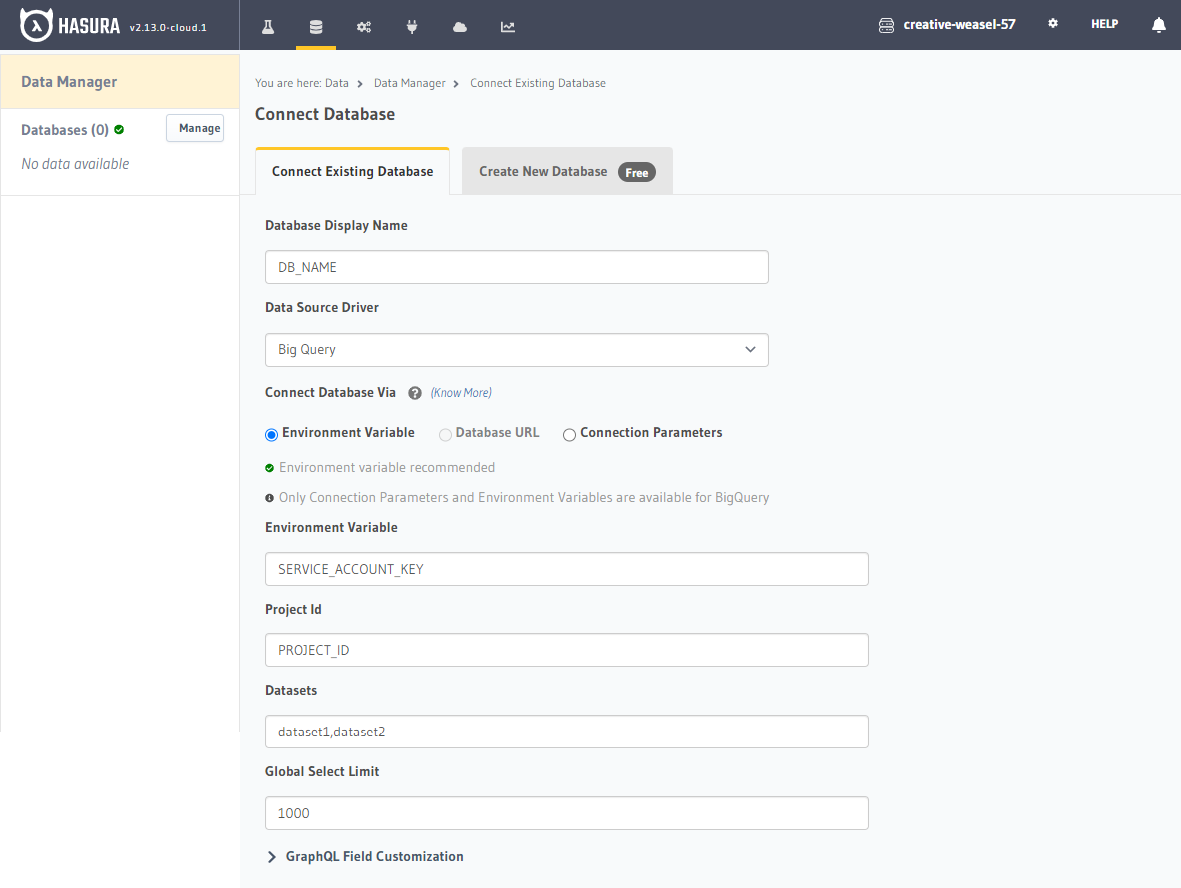 HASURA v2.13.0-cloud.1 creative-weasel-57 HELP
Data Manager
Databases (0) Manage
No data available
You are here: Data > Data Manager > Connect Existing Database
Connect Database
Connect Existing Database Create New Database Free
Database Display Name
DB_NAME
Data Source Driver
Big Query
Connect Database Via ? (Know More)
Environment Variable Database URL Connection Parameters
Environment variable recommended
Only Connection Parameters and Environment Variables are available for BigQuery
Environment Variable
SERVICE_ACCOUNT_KEY
Project Id
PROJECT_ID
Datasets
dataset1,dataset2
Global Select Limit
1000
GraphQL Field Customization